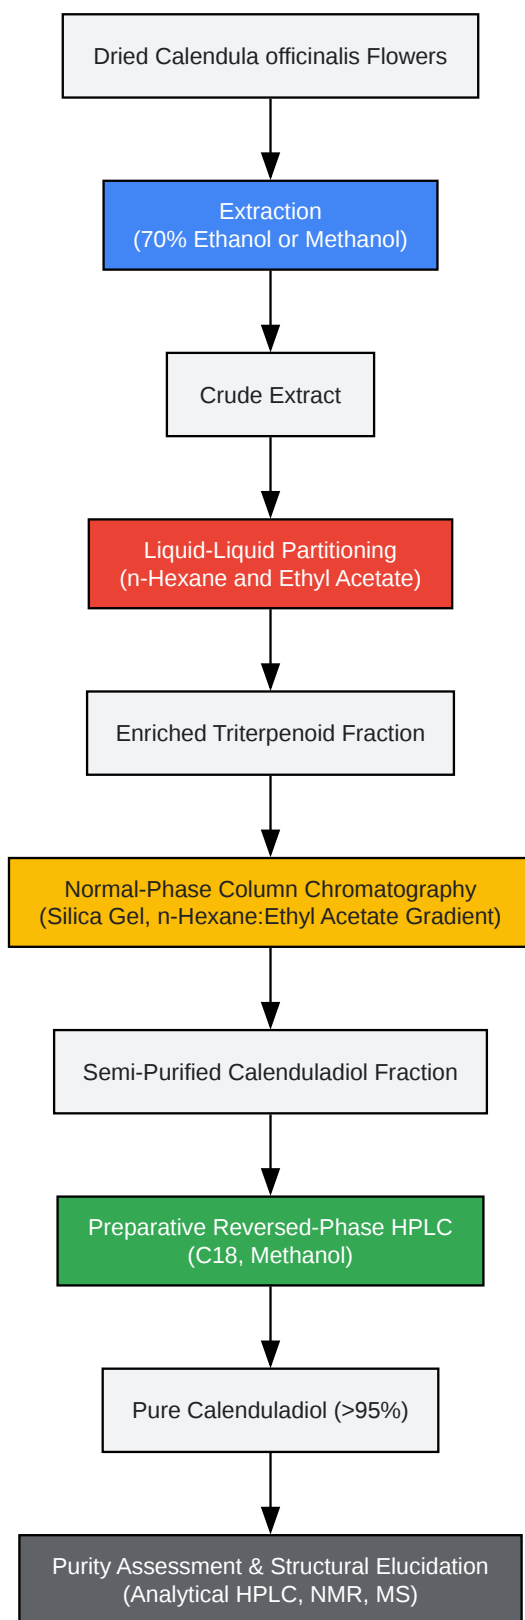 Dried Calendula officinalis Flowers
Extraction
(70% Ethanol or Methanol)
Crude Extract
Liquid-Liquid Partitioning
(n-Hexane and Ethyl Acetate)
Enriched Triterpenoid Fraction
Normal-Phase Column Chromatography
(Silica Gel, n-Hexane:Ethyl Acetate Gradient)
Semi-Purified Calenduladiol Fraction
Preparative Reversed-Phase HPLC
(C18, Methanol)
Pure Calenduladiol (>95%)
Purity Assessment & Structural Elucidation
(Analytical HPLC, NMR, MS)